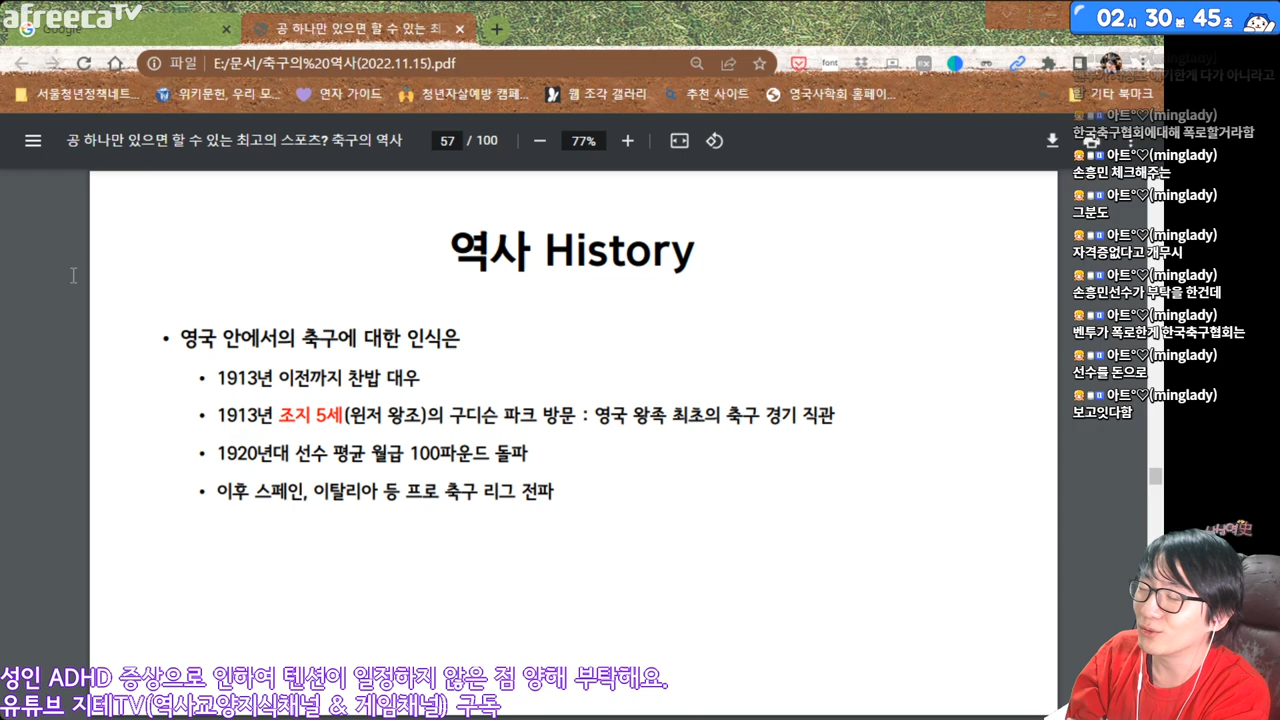 afreecaTV
Google
공 하나만 있으면 할 수 있는 최
02시 30분 45초
파일 E:/문서/축구의%20역사(2022.11.15).pdf
font
서울청년정책네트...
위키문헌, 우리 모...
연자 가이드
청년자살예방 캠페...
웹 조각 갤러리
추천 사이트
영국사학회 홈페이...
기타 북마크
공 하나만 있으면 할 수 있는 최고의 스포츠? 축구의 역사
57 / 100
77%
역사 History
• 영국 안에서의 축구에 대한 인식은
• 1913년 이전까지 찬밥 대우
• 1913년 조지 5세(윈저 왕조)의 구디슨 파크 방문 : 영국 왕족 최초의 축구 경기 직관
• 1920년대 선수 평균 월급 100파운드 돌파
• 이후 스페인, 이탈리아 등 프로 축구 리그 전파
(minglady)
얘기한게 다가 아니라고
아트°♡(minglady)
한국축구협회에대해 폭로할거라함
아트°♡(minglady)
손흥민 체크해주는
아트°♡(minglady)
그분도
아트°♡(minglady)
자격증없다고 개무시
아트°♡(minglady)
손흥민선수가 부탁을 한건데
아트°♡(minglady)
벤투가 폭로한게 한국축구협회는
아트°♡(minglady)
선수를 돈으로
아트°♡(minglady)
보고잇다함
성인 ADHD 증상으로 인하여 텐션이 일정하지 않은 점 양해 부탁해요.
유튜브 지테TV(역사교양지식채널 & 게임채널) 구독